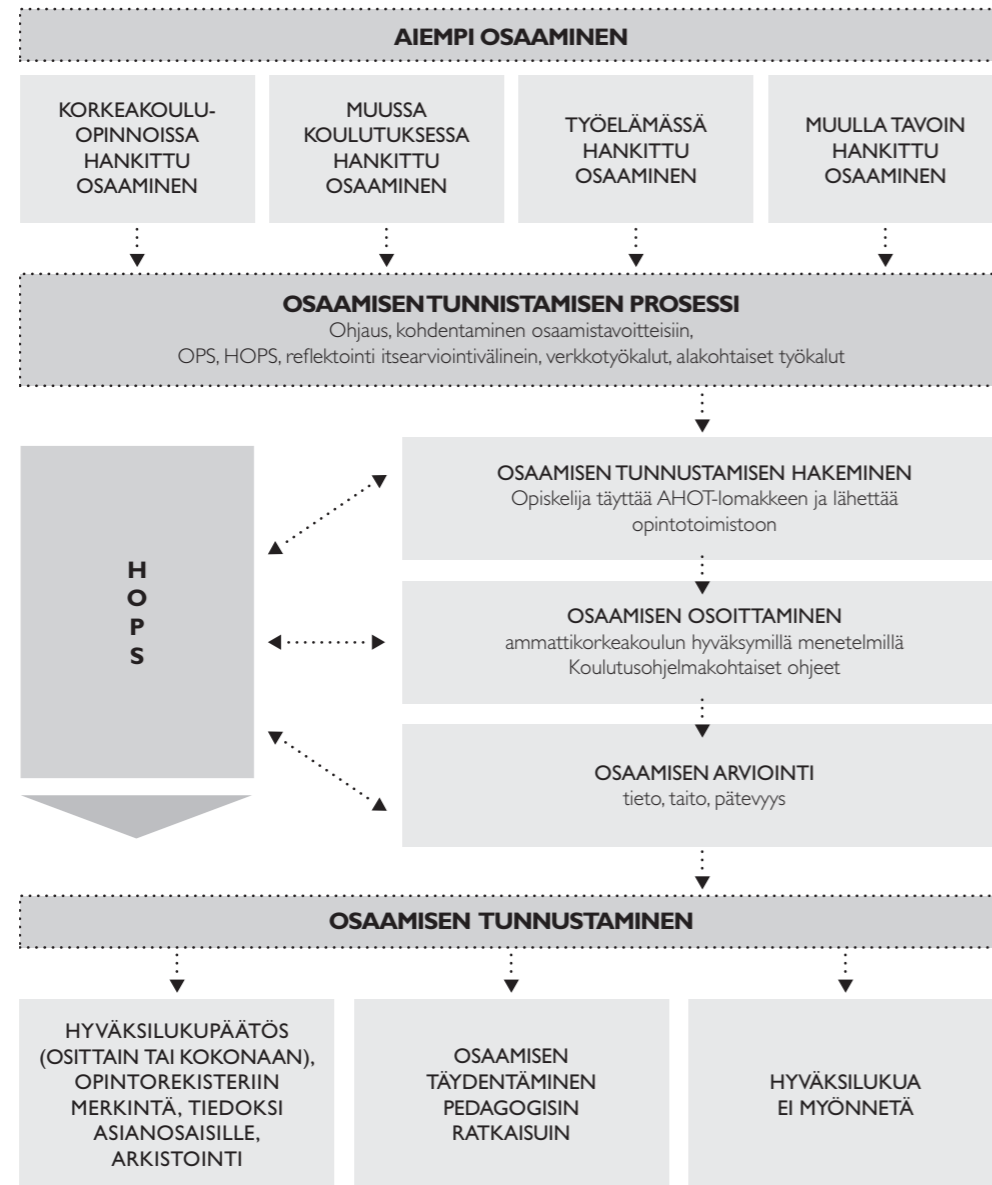 AIEMPI OSAAMINEN
KORKEAKOULU-
OPINNOISSA
HANKITTU
OSAAMINEN
MUUSSA
KOULUTUKSESSA
HANKITTU
OSAAMINEN
TYÖELÄMÄSSÄ
HANKITTU
OSAAMINEN
MUULLA TAVOIN
HANKITTU
OSAAMINEN
OSAAMISEN TUNNISTAMISEN PROSESSI
Ohjaus, kohdentaminen osaamistavoitteisiin,
OPS, HOPS, reflektointi itsearviointivälinein, verkkotyökalut, alakohtaiset työkalut
H
O
P
S
OSAAMISEN TUNNUSTAMISEN HAKEMINEN
Opiskelija täyttää AHOT-lomakkeen ja lähettää
opintotoimistoon
OSAAMISEN OSOITTAMINEN
ammattikorkeakoulun hyväksymillä menetelmillä
Koulutusohjelmakohtaiset ohjeet
OSAAMISEN ARVIOINTI
tieto, taito, pätevyys
OSAAMISEN TUNNUSTAMINEN
HYVÄKSILUKUPÄÄTÖS
(OSITTAIN TAI KOKONAAN),
OPINTOREKISTERIIN
MERKINTÄ, TIEDOKSI
ASIANOSAISILLE,
ARKISTOINTI
OSAAMISEN
TÄYDENTÄMINEN
PEDAGOGISIN
RATKAISUIN
HYVÄKSILUKUA
EI MYÖNNETÄ